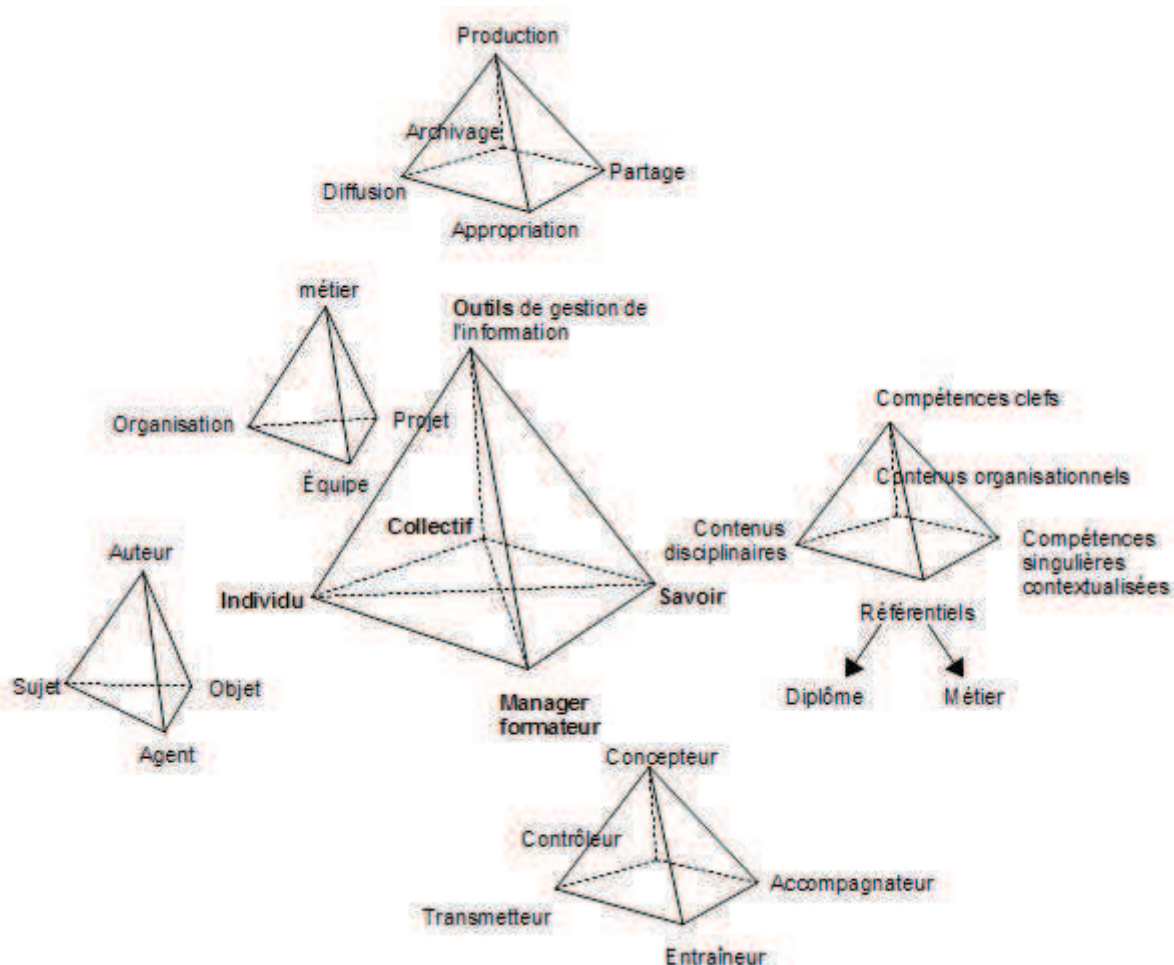 Production
Archivage
Partage
Diffusion
Appropriation
métier
Outils de gestion de
l'information
Organisation
Projet
Équipe
Compétences clefs
Contenus organisationnels
Collectif
Contenus
disciplinaires
Compétences
singulières
contextualisées
Auteur
Individu
Savoir
Référentiels
Sujet
Objet
Diplôme
Métier
Manager
formateur
Agent
Concepteur
Contrôleur
Accompagnateur
Transmetteur
Entraîneur